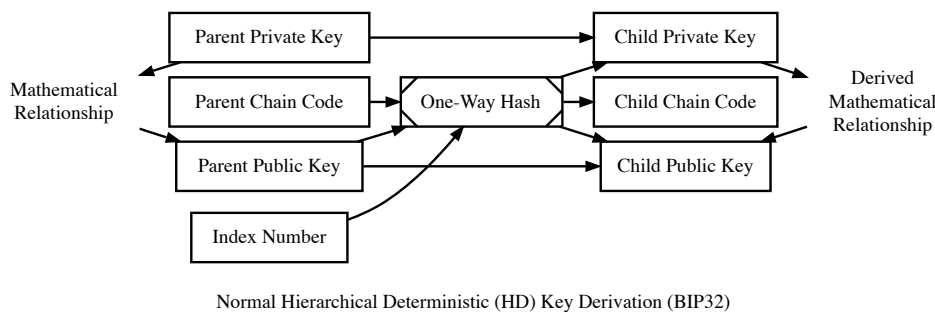 Parent Private Key
Child Private Key
Mathematical
Relationship
Parent Chain Code
One-Way Hash
Child Chain Code
Derived
Mathematical
Relationship
Parent Public Key
Child Public Key
Index Number
Normal Hierarchical Deterministic (HD) Key Derivation (BIP32)